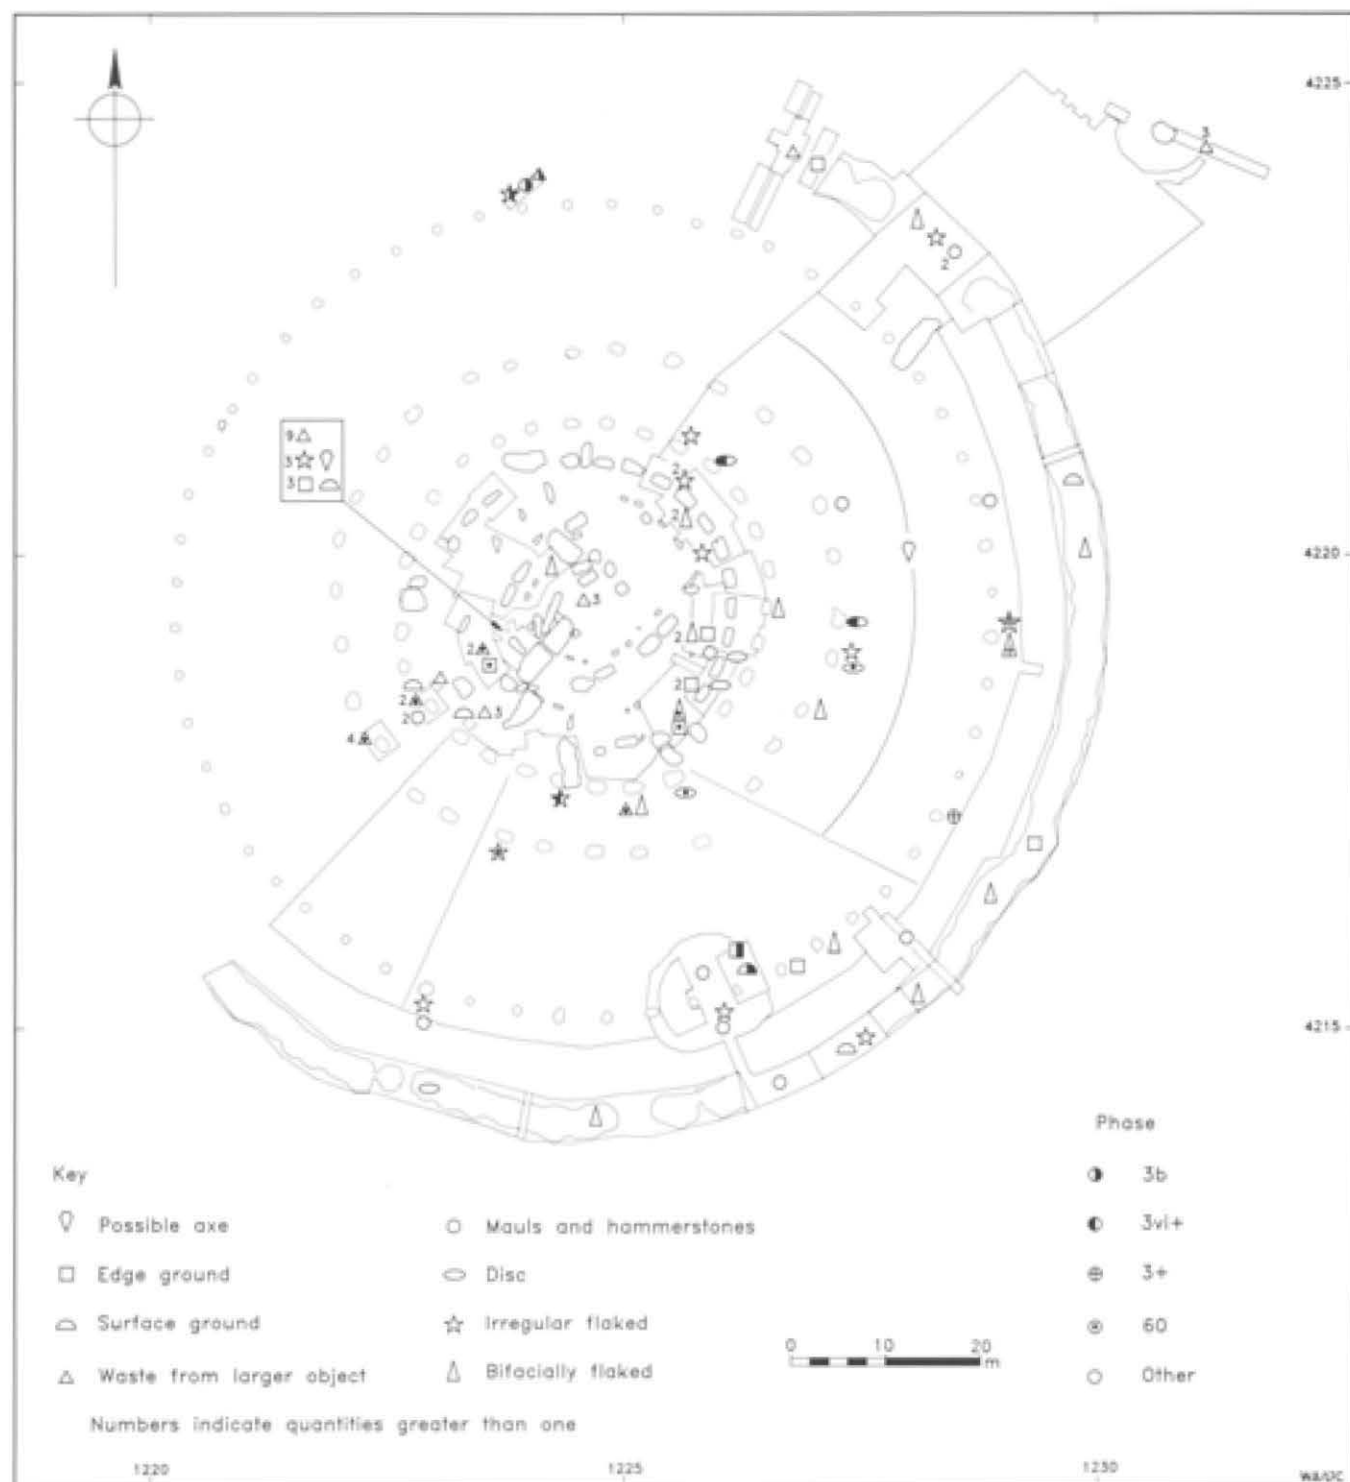 4225
3
2
9
3
3
2
2
4220
3
2
2
2
2
3
2
4
4215
Phase
Key
3b
Possible axe
Mauls and hammerstones
3vi+
Edge ground
Disc
3+
Surface ground
Irregular flaked
0 10 20
m
60
Waste from larger object
Bifacially flaked
Other
Numbers indicate quantities greater than one
1220
1225
1230